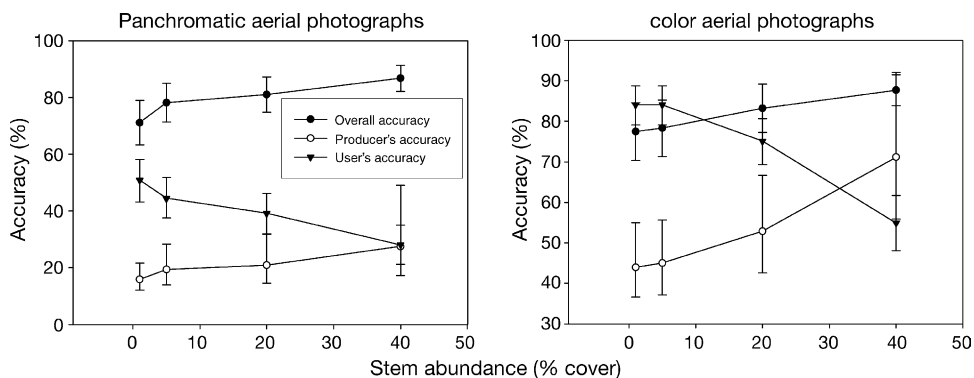 Panchromatic aerial photographs
color aerial photographs
Accuracy (%)
100
80
60
40
20
0
Overall accuracy
Producer's accuracy
User's accuracy
0 10 20 30 40 50
Accuracy (%)
100
90
80
70
60
50
40
30
0 10 20 30 40 50
Stem abundance (% cover)